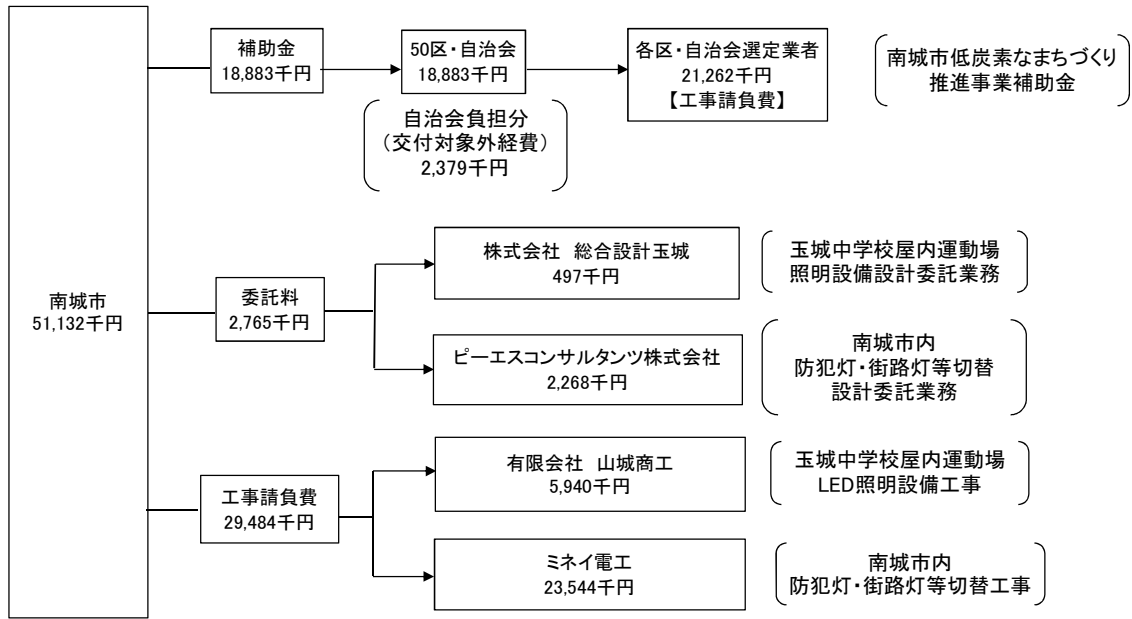 南城市
51,132千円
補助金
18,883千円
50区・自治会
18,883千円
各区・自治会選定業者
21,262千円
【工事請負費】
南城市低炭素なまちづくり
推進事業補助金
自治会負担分
（交付対象外経費）
2,379千円
委託料
2,765千円
株式会社　総合設計玉城
497千円
玉城中学校屋内運動場
照明設備設計委託業務
ピーエスコンサルタンツ株式会社
2,268千円
南城市内
防犯灯・街路灯等切替
設計委託業務
工事請負費
29,484千円
有限会社　山城商工
5,940千円
玉城中学校屋内運動場
LED照明設備工事
ミネイ電工
23,544千円
南城市内
防犯灯・街路灯等切替工事